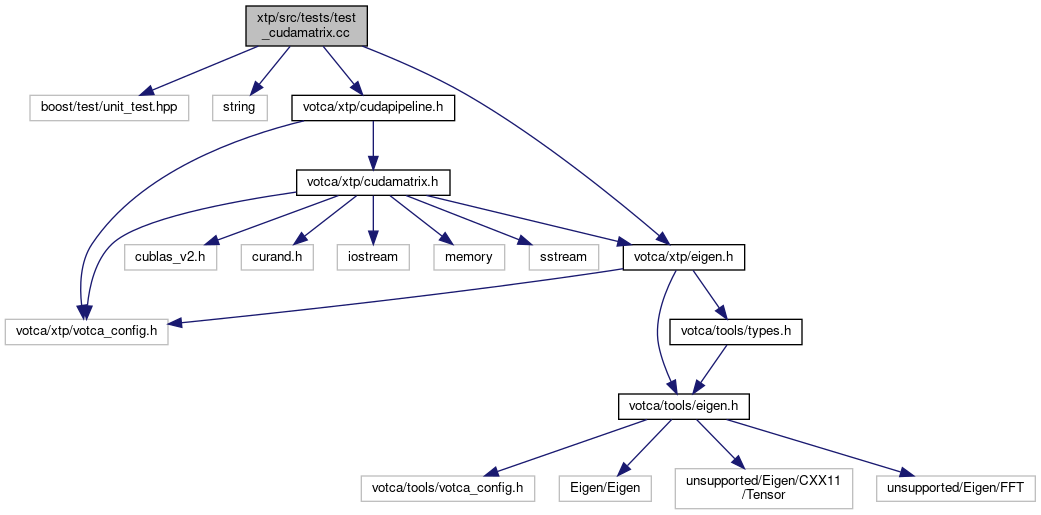 xtp/src/tests/test
_cudamatrix.cc
boost/test/unit_test.hpp
string
votca/xtp/cudapipeline.h
votca/xtp/cudamatrix.h
cublas_v2.h
curand.h
iostream
memory
sstream
votca/xtp/eigen.h
votca/xtp/votca_config.h
votca/tools/types.h
votca/tools/eigen.h
votca/tools/votca_config.h
Eigen/Eigen
unsupported/Eigen/CXX11
/Tensor
unsupported/Eigen/FFT